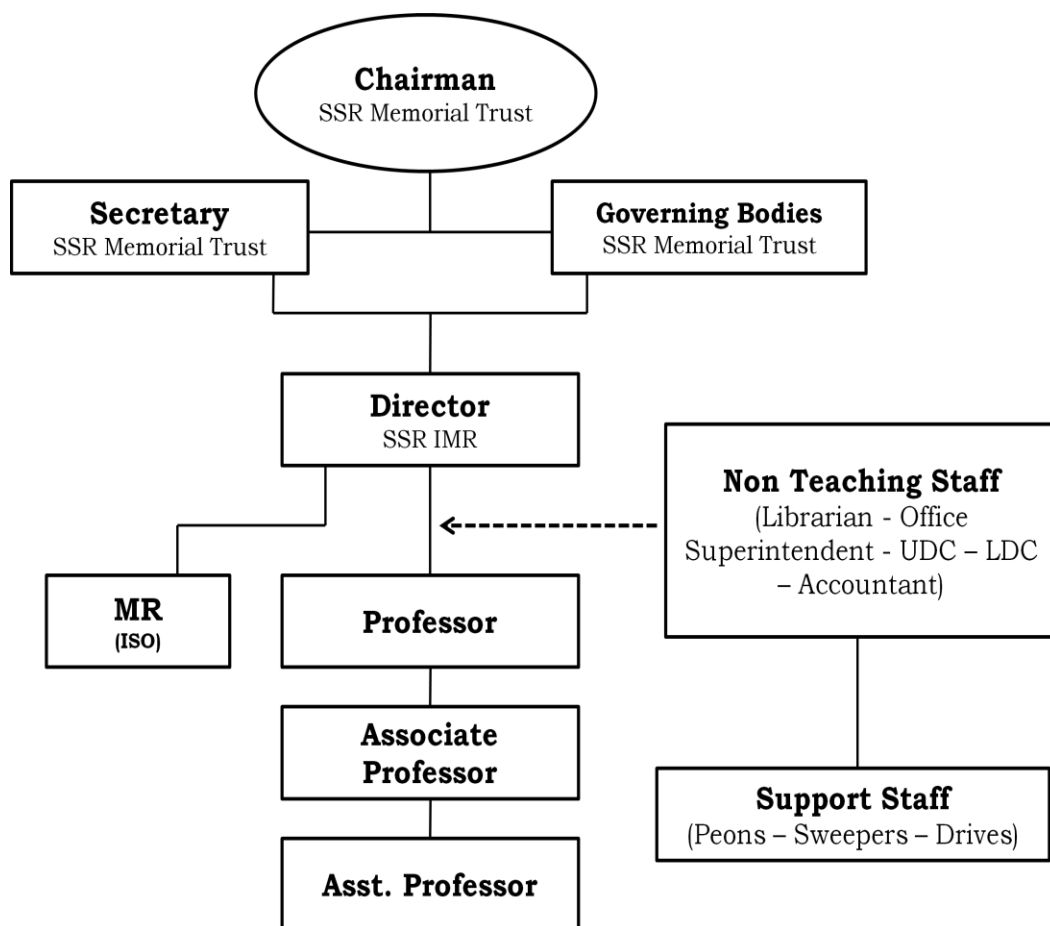 Chairman
SSR Memorial Trust
Secretary
SSR Memorial Trust
Governing Bodies
SSR Memorial Trust
Director
SSR IMR
Non Teaching Staff
(Librarian - Office
Superintendent - UDC – LDC
– Accountant)
MR
(ISO)
Professor
Associate
Professor
Support Staff
(Peons – Sweepers – Drives)
Asst. Professor